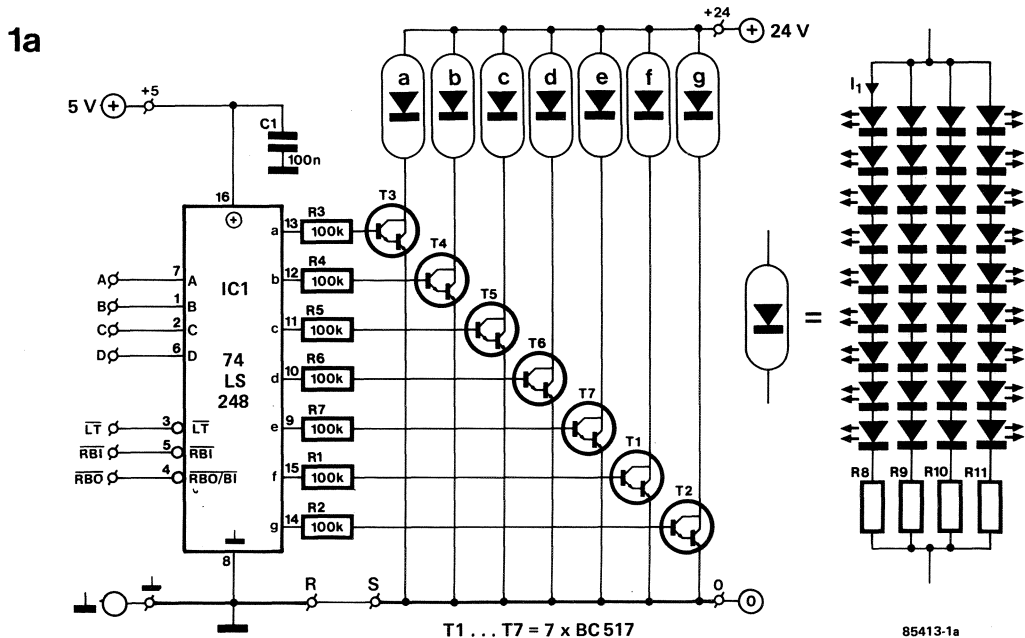 1a
+24
24 V
a b c d e f g
5 V
+5
C1
100n
I1
16
T3
13 R3
a 100k
T4
12 R4
b 100k
T5
11 R5
c 100k
T6
10 R6
d 100k
T7
9 R7
e 100k
T1
15 R1
f 100k
T2
14 R2
g 100k
IC1
74
LS
248
A 7 A
B 1 B
C 2 C
D 6 D
LT 3 LT
RBI 5 RBI
RBO 4 RBO/BI
8
=
R8 R9 R10 R11
R S 0 0
T1 . . . T7 = 7 x BC 517
85413-1a